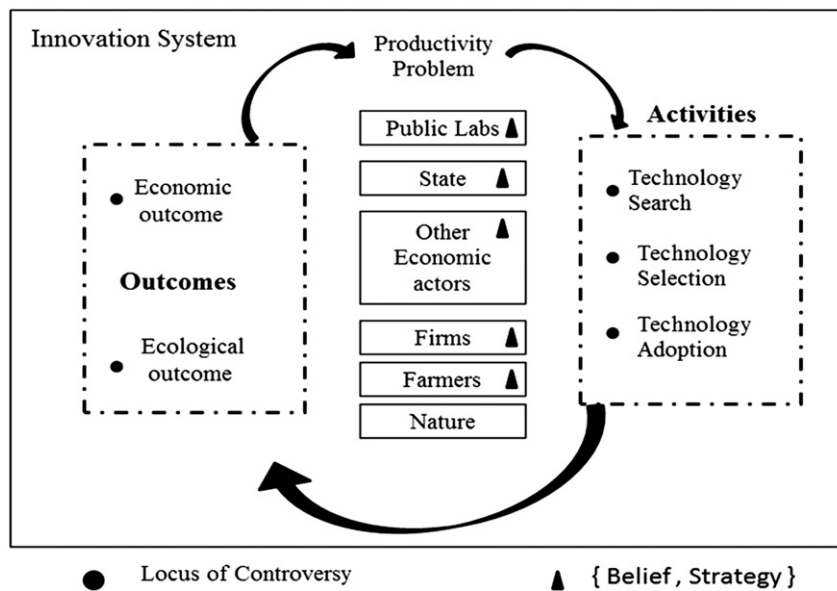 Innovation System
Productivity
Problem
Public Labs
State
Other
Economic
actors
Firms
Farmers
Nature
Economic
outcome
Outcomes
Ecological
outcome
Activities
Technology
Search
Technology
Selection
Technology
Adoption
Locus of Controversy
{ Belief , Strategy }